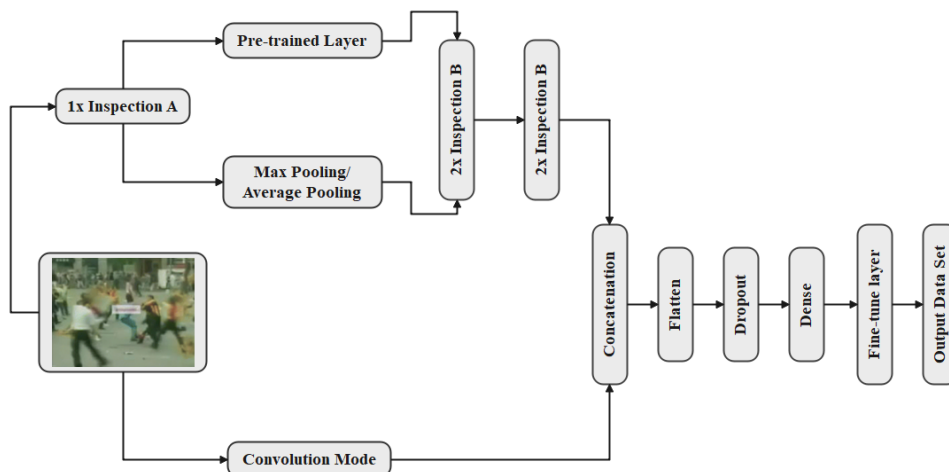 Pre-trained Layer
1x Inspection A
Max Pooling/
Average Pooling
2x Inspection B
2x Inspection B
Concatenation
Flatten
Dropout
Dense
Fine-tune layer
Output Data Set
Convolution Mode